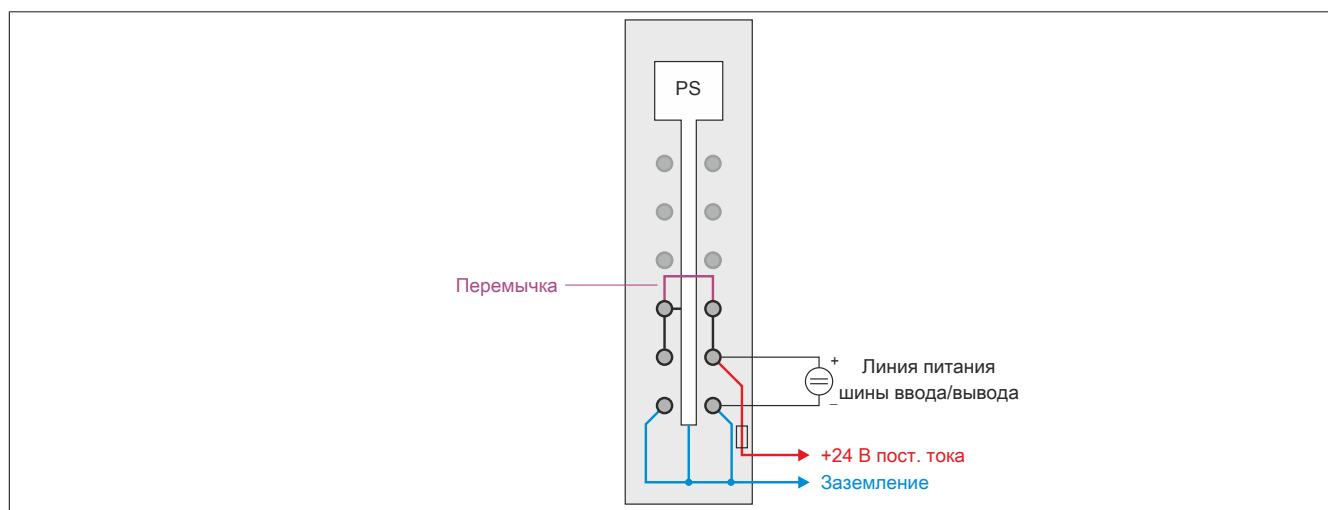 PS
Перемычка
+
Линия питания
шины ввода/вывода
–
+24 В пост. тока
Заземление